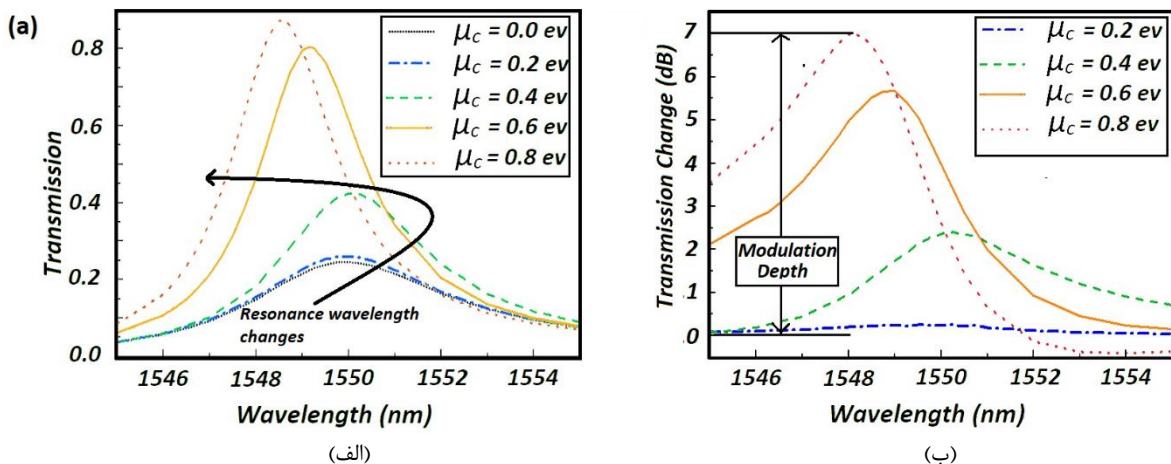 (a)
Transmission
0.8
0.6
0.4
0.2
0.0
μc = 0.0 ev
μc = 0.2 ev
μc = 0.4 ev
μc = 0.6 ev
μc = 0.8 ev
Resonance wavelength
changes
1546 1548 1550 1552 1554
Wavelength (nm)
(الف)
Transmission Change (dB)
7
6
5
4
3
2
.1
.0
μc = 0.2 ev
μc = 0.4 ev
μc = 0.6 ev
μc = 0.8 ev
Modulation
Depth
1546 1548 1550 1552 1554
Wavelength (nm)
(ب)